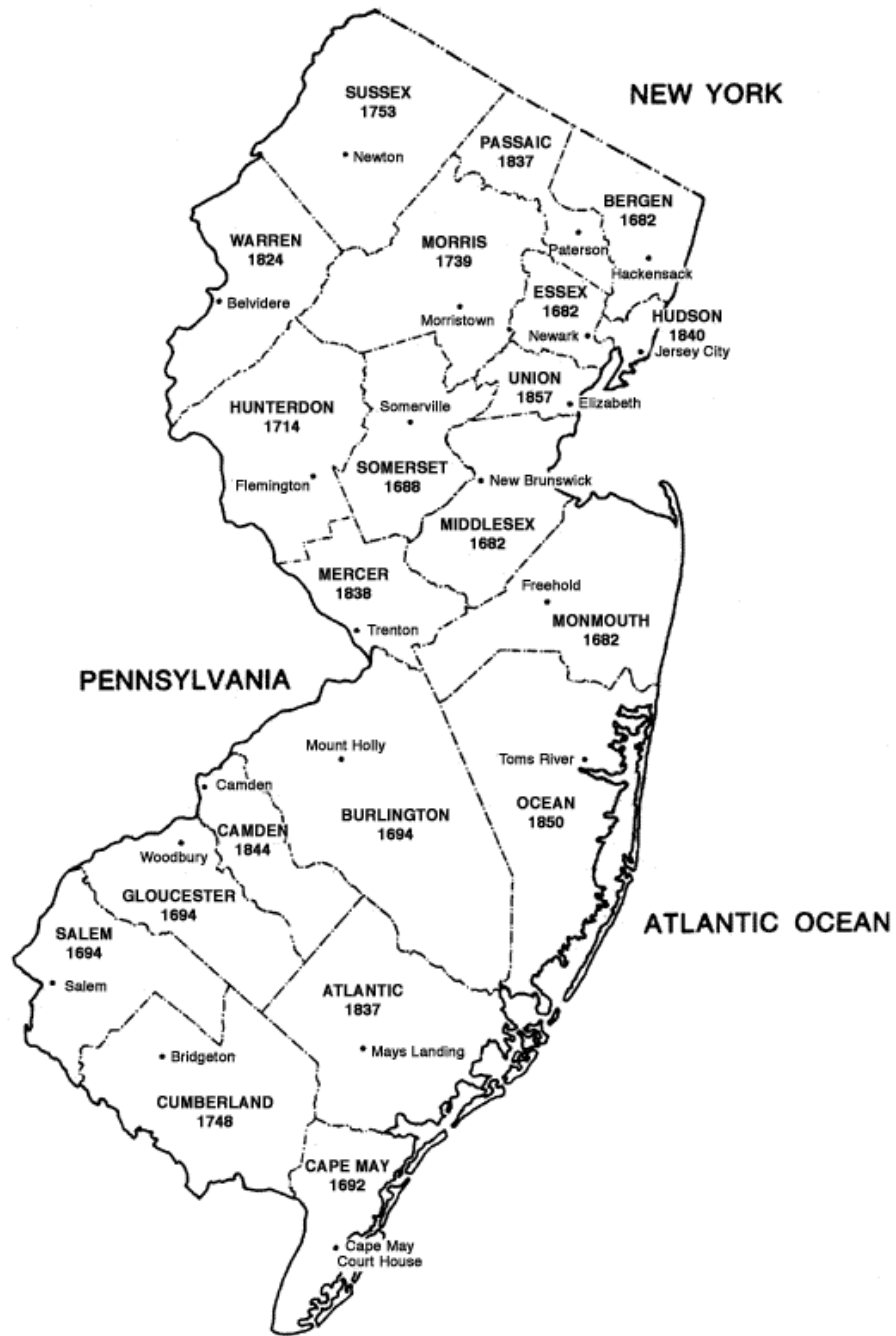 NEW YORK
SUSSEX
1753
Newton
PASSAIC
1837
BERGEN
1682
Paterson
Hackensack
WARREN
1824
Belvidere
MORRIS
1739
Morristown
ESSEX
1682
Newark
HUDSON
1840
Jersey City
UNION
1857
Elizabeth
HUNTERDON
1714
Flemington
Somerville
SOMERSET
1688
New Brunswick
MIDDLESEX
1682
MERCER
1838
Trenton
Freehold
MONMOUTH
1682
PENNSYLVANIA
Mount Holly
BURLINGTON
1694
Toms River
OCEAN
1850
Camden
CAMDEN
1844
Woodbury
GLOUCESTER
1694
ATLANTIC OCEAN
SALEM
1694
Salem
ATLANTIC
1837
Mays Landing
Bridgeton
CUMBERLAND
1748
CAPE MAY
1692
Cape May
Court House